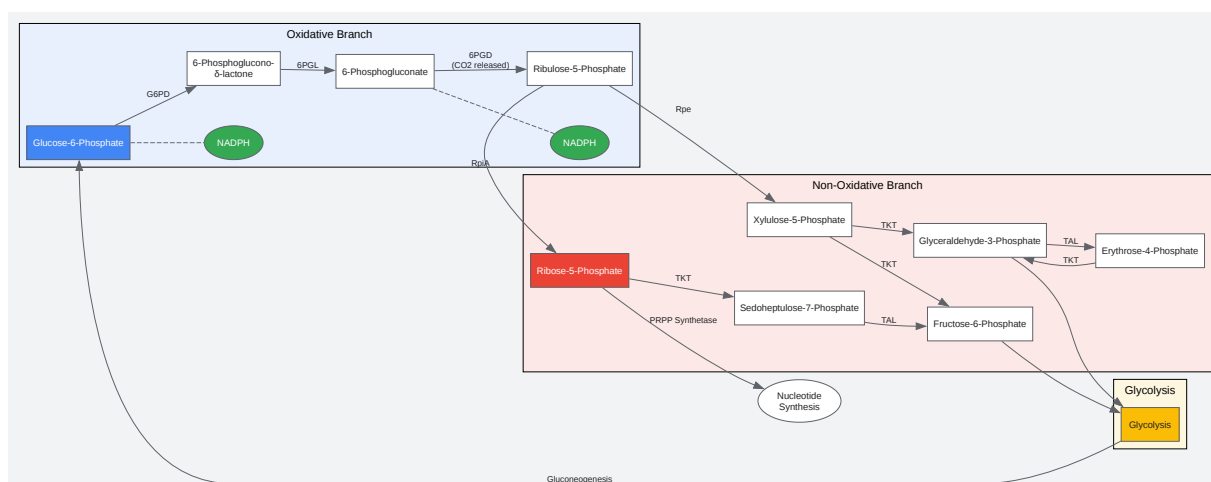 Oxidative Branch
6-Phosphoglucono-
δ-lactone
6PGL
6-Phosphogluconate
6PGD
(CO2 released)
Ribulose-5-Phosphate
G6PD
Glucose-6-Phosphate
NADPH
NADPH
Rpe
RpiA
Non-Oxidative Branch
Xylulose-5-Phosphate
TKT
Glyceraldehyde-3-Phosphate
TAL
TKT
Erythrose-4-Phosphate
Ribose-5-Phosphate
TKT
TKT
Sedoheptulose-7-Phosphate
TAL
Fructose-6-Phosphate
PRPP Synthetase
Nucleotide
Synthesis
Glycolysis
Glycolysis
Gluconeogenesis